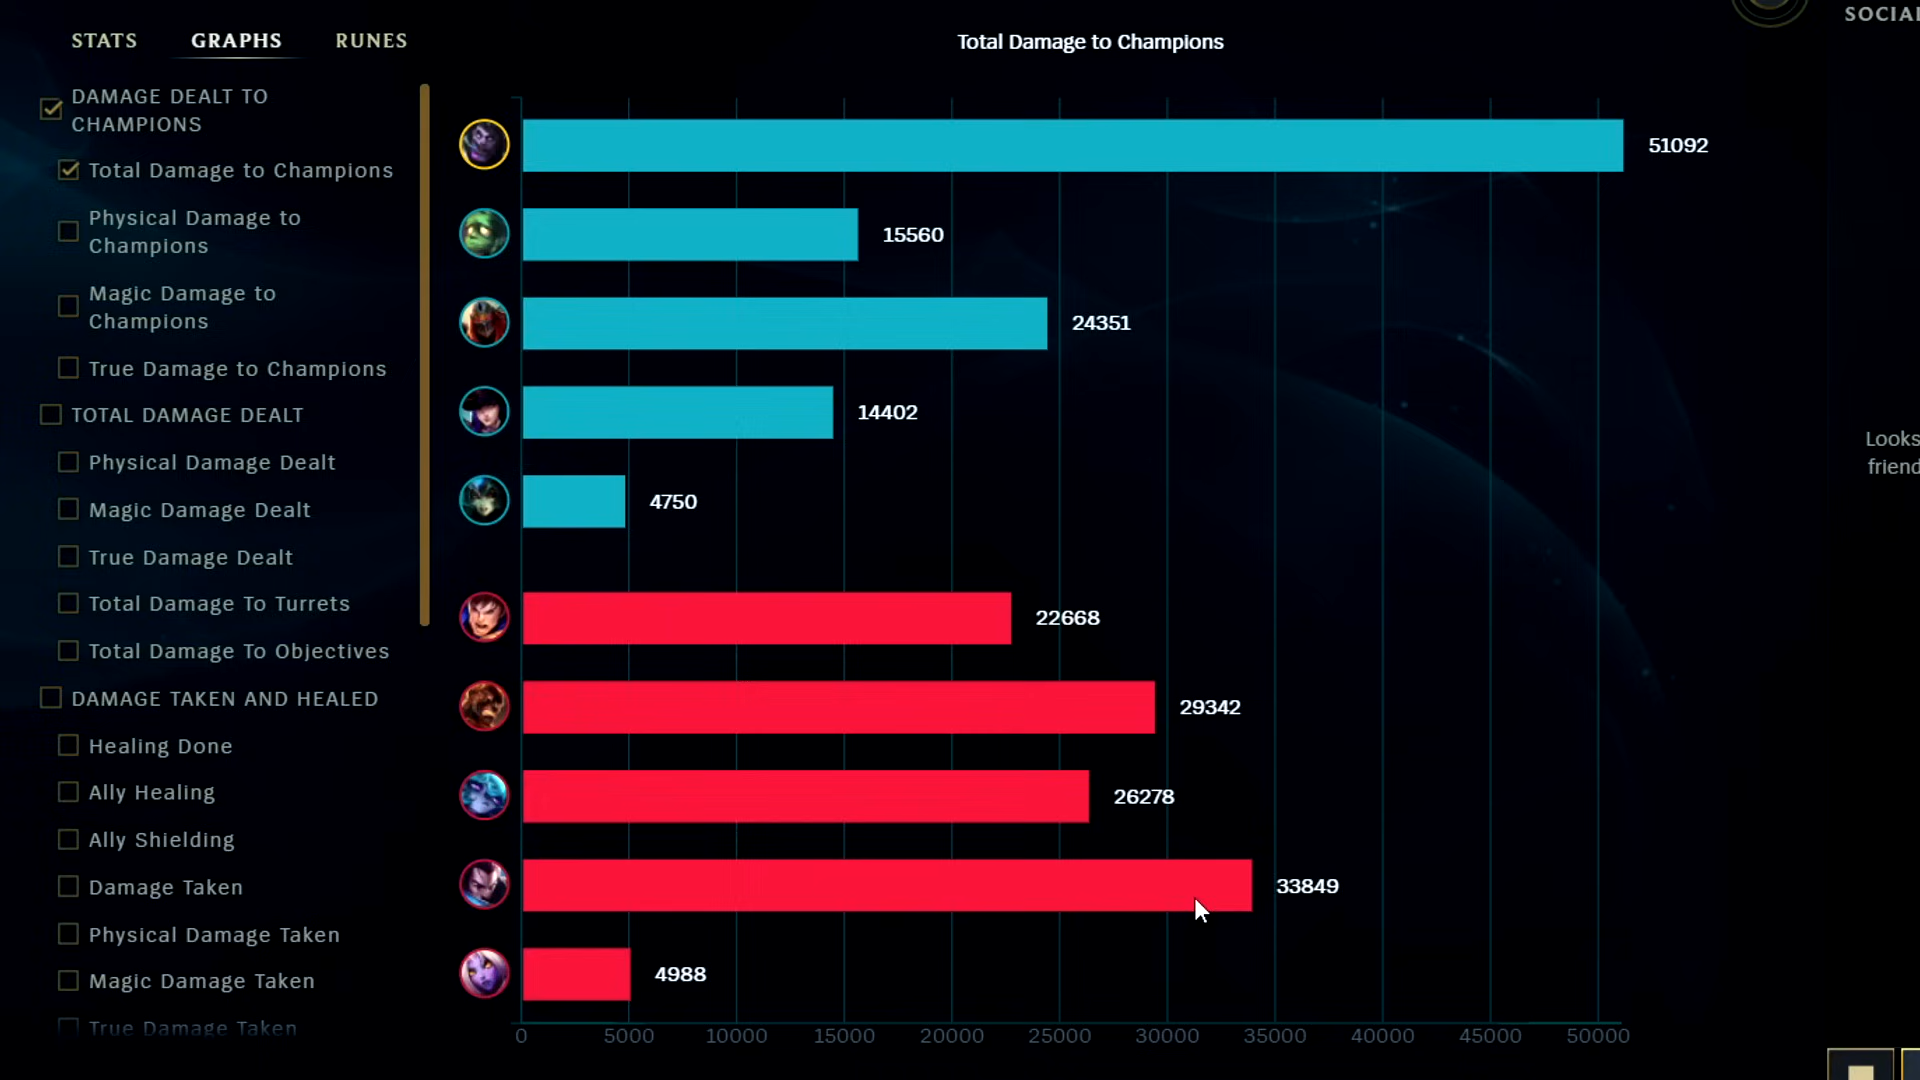 STATS GRAPHS RUNES
Total Damage to Champions
SOCIA
DAMAGE DEALT TO
CHAMPIONS
Total Damage to Champions
Physical Damage to
Champions
Magic Damage to
Champions
True Damage to Champions
TOTAL DAMAGE DEALT
Physical Damage Dealt
Magic Damage Dealt
True Damage Dealt
Total Damage To Turrets
Total Damage To Objectives
DAMAGE TAKEN AND HEALED
Healing Done
Ally Healing
Ally Shielding
Damage Taken
Physical Damage Taken
Magic Damage Taken
True Damage Taken
51092
15560
24351
14402
4750
22668
29342
26278
33849
4988
0 5000 10000 15000 20000 25000 30000 35000 40000 45000 50000
Looks
friend